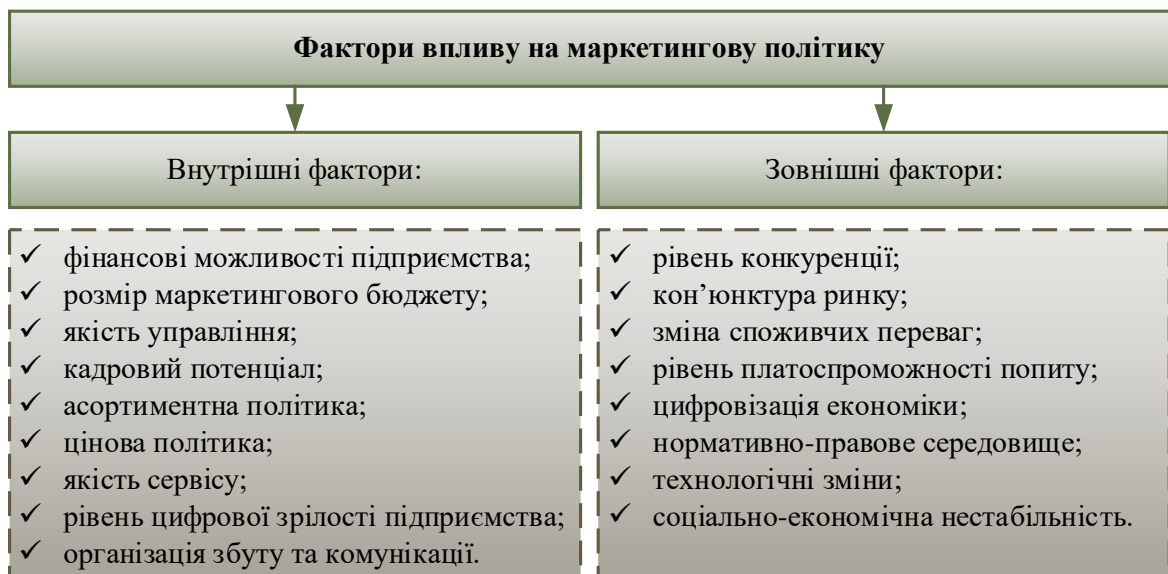 Фактори впливу на маркетингову політику
Внутрішні фактори:
✓ фінансові можливості підприємства;
✓ розмір маркетингового бюджету;
✓ якість управління;
✓ кадровий потенціал;
✓ асортиментна політика;
✓ цінова політика;
✓ якість сервісу;
✓ рівень цифрової зрілості підприємства;
✓ організація збуту та комунікації.
Зовнішні фактори:
✓ рівень конкуренції;
✓ кон’юнктура ринку;
✓ зміна споживчих переваг;
✓ рівень платоспроможності попиту;
✓ цифровізація економіки;
✓ нормативно-правове середовище;
✓ технологічні зміни;
✓ соціально-економічна нестабільність.